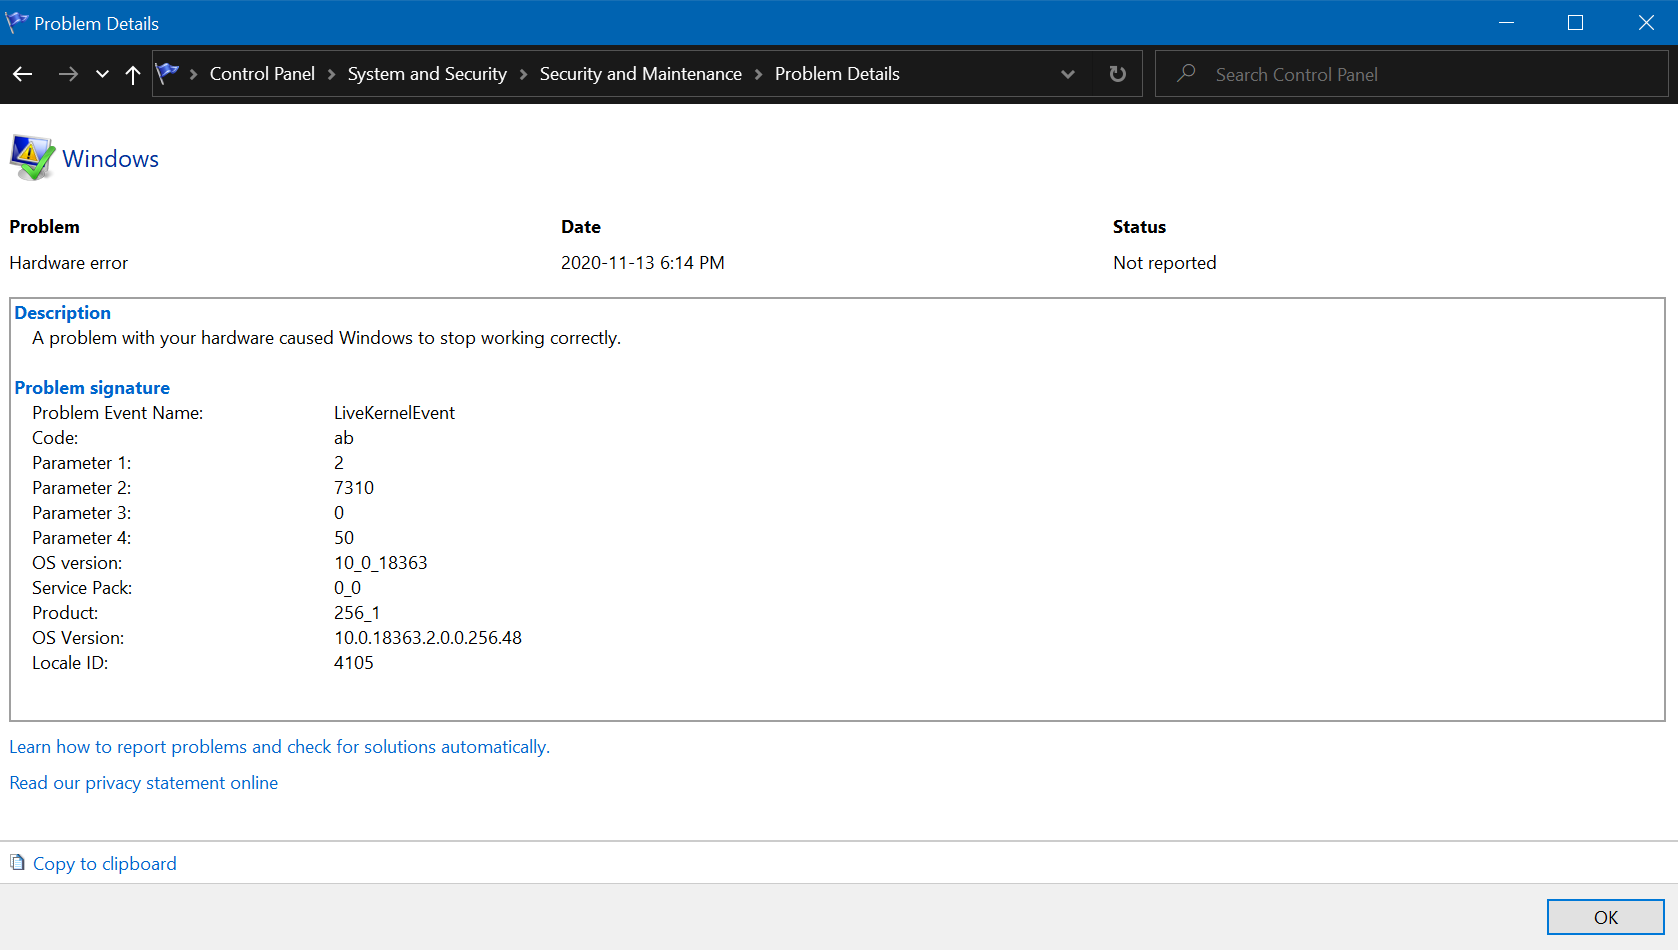 Problem Details
Control Panel System and Security Security and Maintenance Problem Details
Search Control Panel
Windows
Problem Date Status
Hardware error 2020-11-13 6:14 PM Not reported
Description
A problem with your hardware caused Windows to stop working correctly.
Problem signature
Problem Event Name: LiveKernelEvent
Code: ab
Parameter 1: 2
Parameter 2: 7310
Parameter 3: 0
Parameter 4: 50
OS version: 10_0_18363
Service Pack: 0_0
Product: 256_1
OS Version: 10.0.18363.2.0.0.256.48
Locale ID: 4105
Learn how to report problems and check for solutions automatically.
Read our privacy statement online
Copy to clipboard
OK